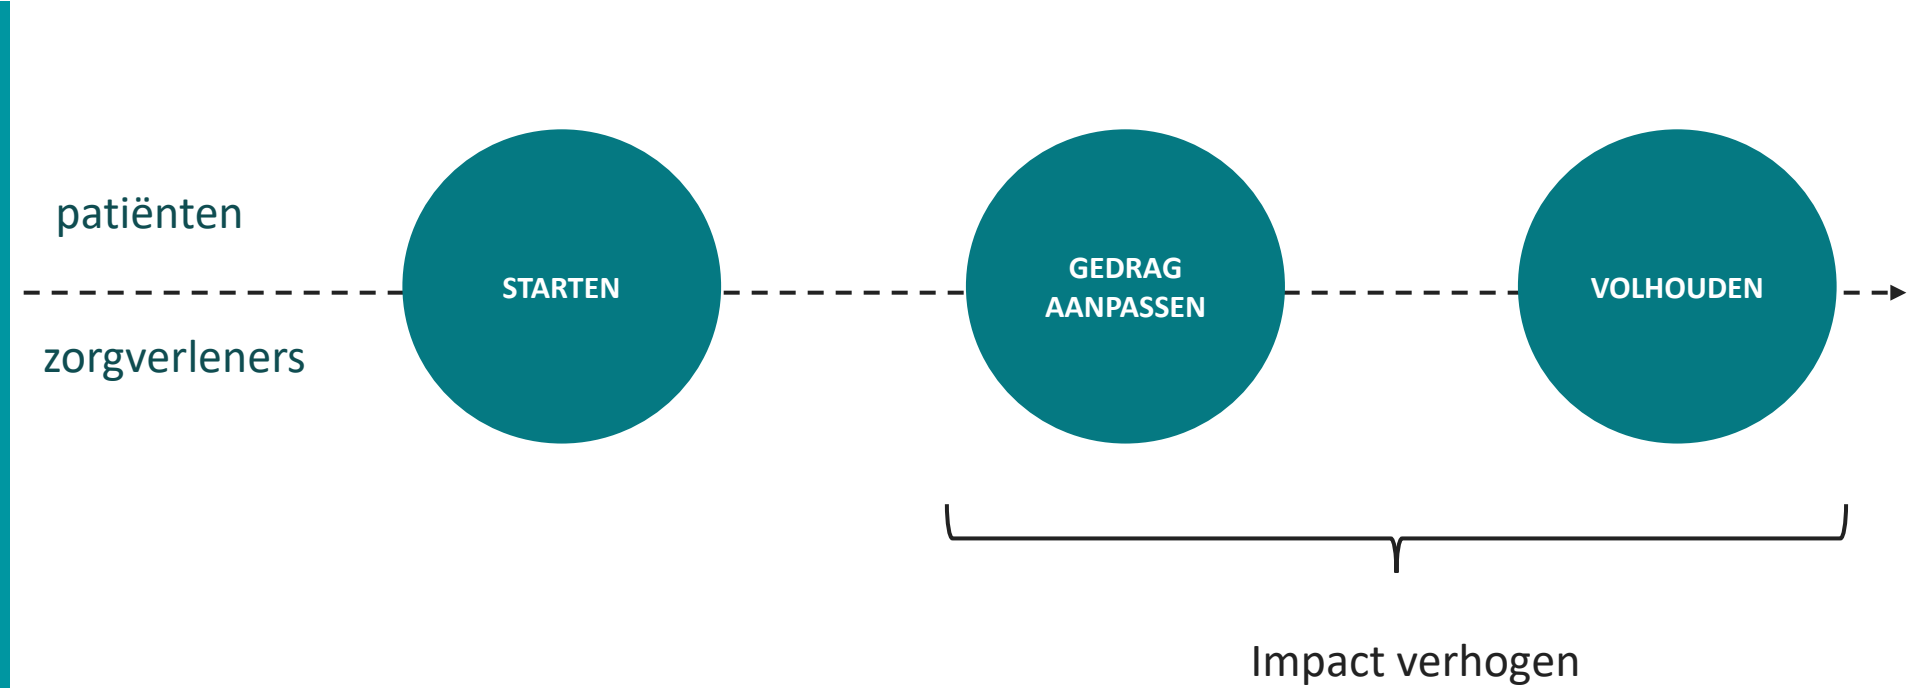 patiënten
zorgverleners
STARTEN
GEDRAG
AANPASSEN
VOLHOUDEN
Impact verhogen